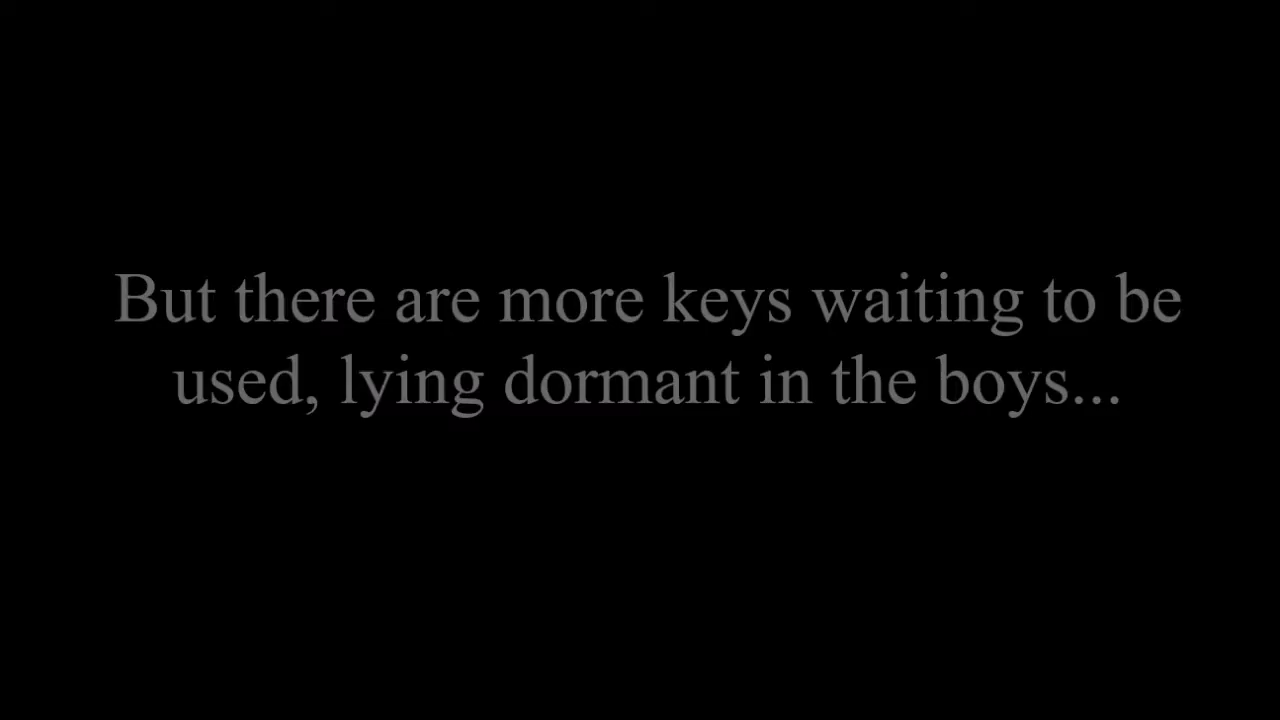 But there are more keys waiting to be
used, lying dormant in the boys...